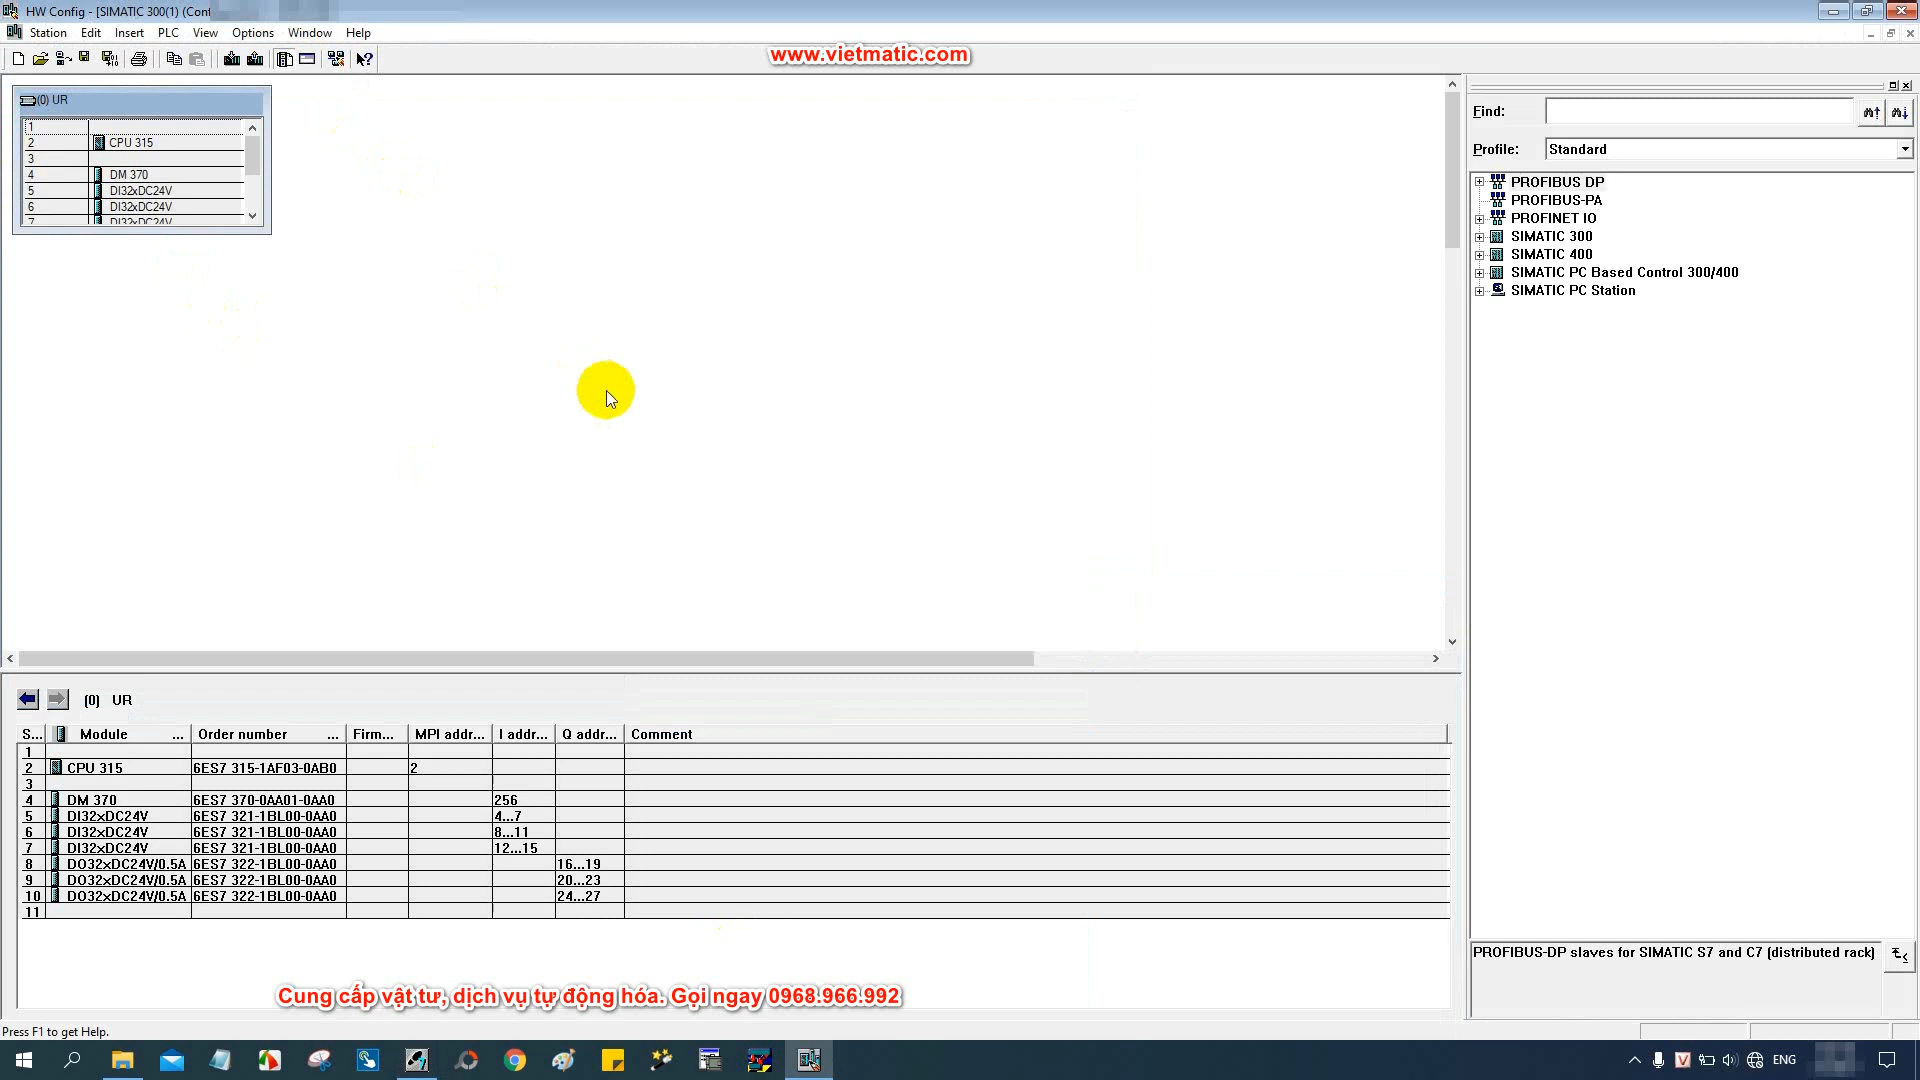 HW Config - [SIMATIC 300(1) (Conf
Station Edit Insert PLC View Options Window Help
www.vietmatic.com
(0) UR
1
2 CPU 315
3
4 DM 370
5 DI32xDC24V
6 DI32xDC24V
7 DI32xDC24V
Find:
Profile: Standard
PROFIBUS DP
PROFIBUS-PA
PROFINET IO
SIMATIC 300
SIMATIC 400
SIMATIC PC Based Control 300/400
SIMATIC PC Station
(0) UR
S... Module ... Order number ... Firm... MPI addr... I addr... Q addr... Comment
1
2 CPU 315 6ES7 315-1AF03-0AB0 2
3
4 DM 370 6ES7 370-0AA01-0AA0 256
5 DI32xDC24V 6ES7 321-1BL00-0AA0 4...7
6 DI32xDC24V 6ES7 321-1BL00-0AA0 8...11
7 DI32xDC24V 6ES7 321-1BL00-0AA0 12...15
8 DO32xDC24V/0.5A 6ES7 322-1BL00-0AA0 16...19
9 DO32xDC24V/0.5A 6ES7 322-1BL00-0AA0 20...23
10 DO32xDC24V/0.5A 6ES7 322-1BL00-0AA0 24...27
11
PROFIBUS-DP slaves for SIMATIC S7 and C7 (distributed rack)
Cung cấp vật tư, dịch vụ tự động hóa. Gọi ngay 0968.966.992
Press F1 to get Help.
ENG